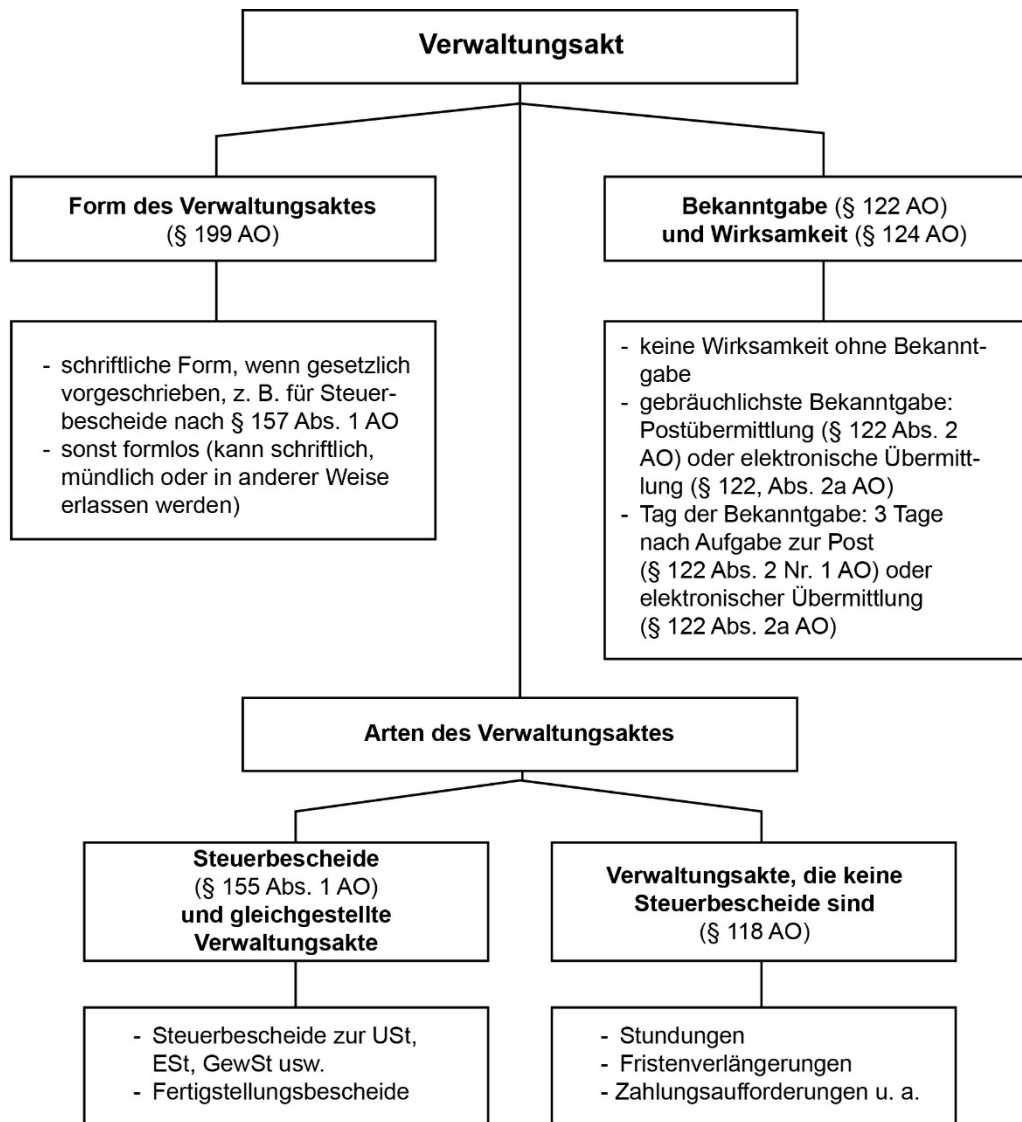 Verwaltungsakt
Form des Verwaltungsaktes
(§ 199 AO)
- schriftliche Form, wenn gesetzlich
vorgeschrieben, z. B. für Steuer-
bescheide nach § 157 Abs. 1 AO
- sonst formlos (kann schriftlich,
mündlich oder in anderer Weise
erlassen werden)
Bekanntgabe (§ 122 AO)
und Wirksamkeit (§ 124 AO)
- keine Wirksamkeit ohne Bekannt-
gabe
- gebräuchlichste Bekanntgabe:
Postübermittlung (§ 122 Abs. 2
AO) oder elektronische Übermitt-
lung (§ 122, Abs. 2a AO)
- Tag der Bekanntgabe: 3 Tage
nach Aufgabe zur Post
(§ 122 Abs. 2 Nr. 1 AO) oder
elektronischer Übermittlung
(§ 122 Abs. 2a AO)
Arten des Verwaltungsaktes
Steuerbescheide
(§ 155 Abs. 1 AO)
und gleichgestellte
Verwaltungsakte
- Steuerbescheide zur USt,
ESt, GewSt usw.
- Fertigstellungsbescheide
Verwaltungsakte, die keine
Steuerbescheide sind
(§ 118 AO)
- Stundungen
- Fristenverlängerungen
- Zahlungsaufforderungen u. a.